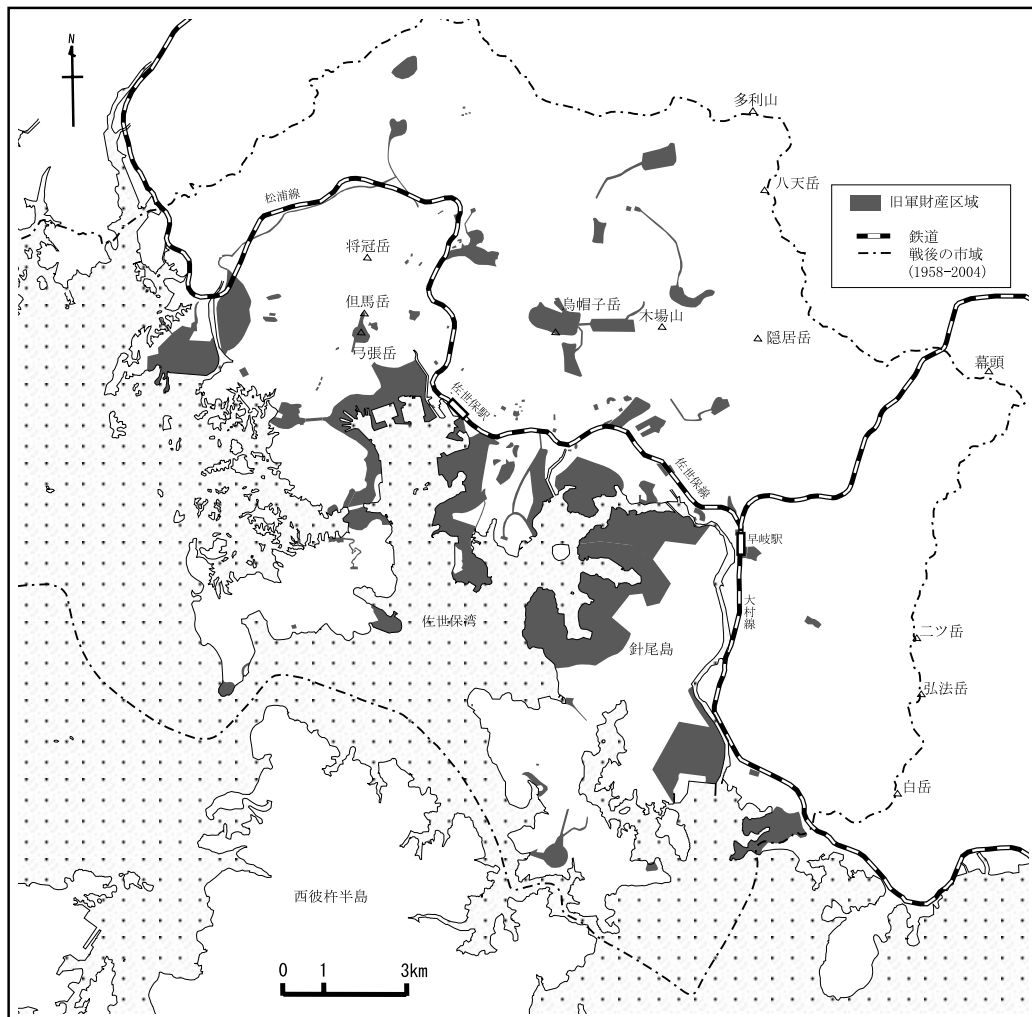 N
多利山
八天岳
松浦線
旧軍財産区域
鉄道
戦後の市域
(1958-2004)
将冠岳
但馬岳
弓張岳
烏帽子岳
木場山
隠居岳
幕頭
佐世保駅
佐世保線
早岐駅
大村線
佐世保湾
針尾島
二ツ岳
弘法岳
白岳
西彼杵半島
0 1 3km